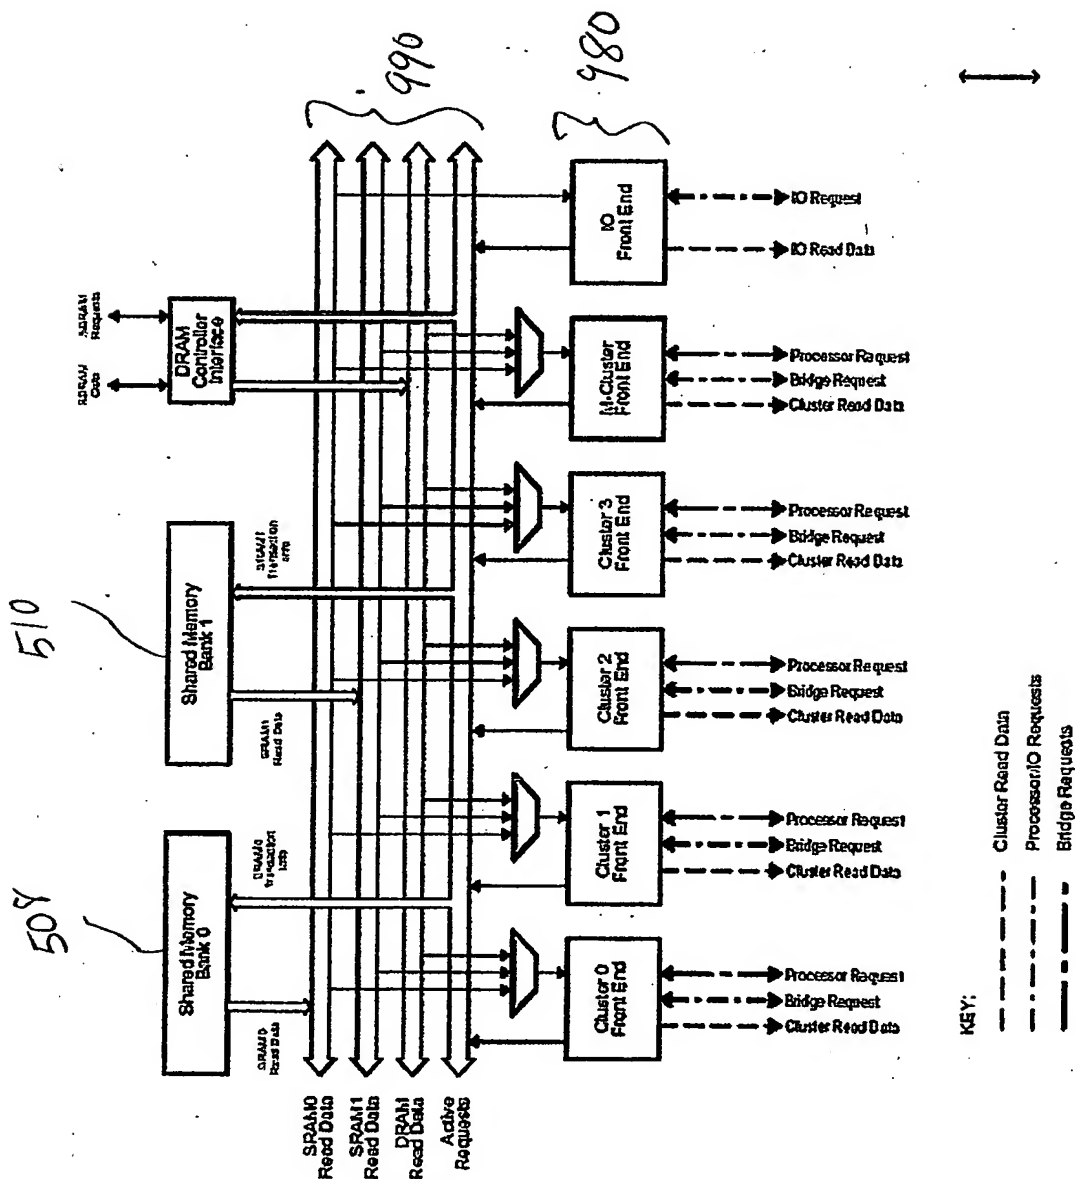 508
510
990
980
Shared Memory
Bank 0
Shared Memory
Bank 1
DRAM
Controller
Interface
RDRAM
Data
Requests
SRAM0
Read Data
Transaction
SRAM1
Read Data
SRAM1
Transaction
SRAM0
Read Data
SRAM1
Read Data
DRAM
Read Data
Active
Requests
Cluster 0
Front End
Cluster 1
Front End
Cluster 2
Front End
Cluster 3
Front End
M-Cluster
Front End
IO
Front End
Cluster Read Data
Bridge Request
Processor Request
Cluster Read Data
Bridge Request
Processor Request
Cluster Read Data
Bridge Request
Processor Request
Cluster Read Data
Bridge Request
Processor Request
Cluster Read Data
Bridge Request
Processor Request
IO Read Data
IO Request
KEY:
Cluster Read Data
Processor/IO Requests
Bridge Requests